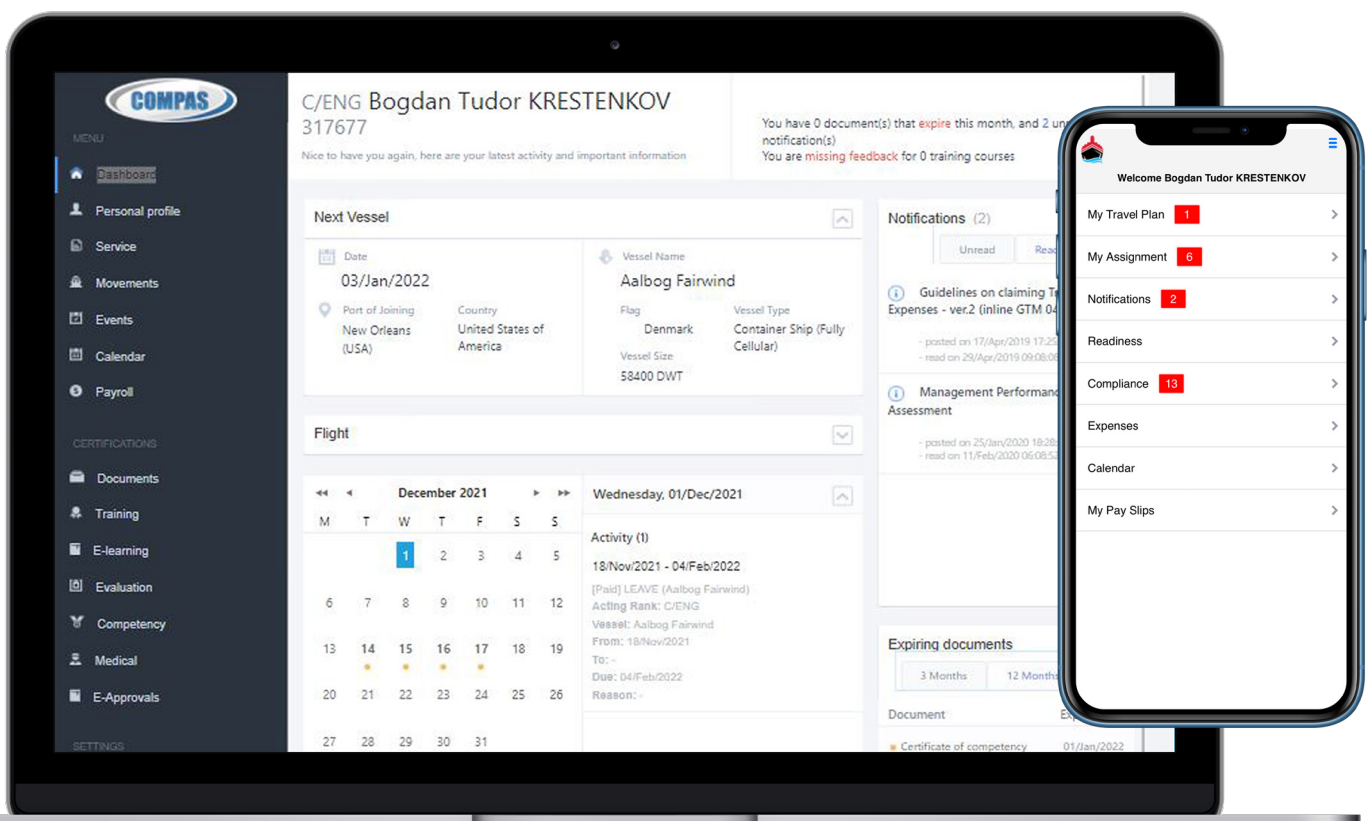 COMPAS
MENU
Dashboard
Personal profile
Service
Movements
Events
Calendar
Payroll
CERTIFICATIONS
Documents
Training
E-learning
Evaluation
Competency
Medical
E-Approvals
SETTINGS
C/ENG Bogdan Tudor KRESTENKOV
317677
Nice to have you again, here are your latest activity and important information
You have 0 document(s) that expire this month, and 2
notification(s)
You are missing feedback for 0 training courses
Next Vessel
Date
03/Jan/2022
Port of Joining
Country
New Orleans
(USA)
United States of
America
Vessel Name
Aalbog Fairwind
Flag
Vessel Type
Denmark
Container Ship (Fully
Cellular)
Vessel Size
58400 DWT
Flight
December 2021
M T W T F S S
1 2 3 4 5
6 7 8 9 10 11 12
13 14 15 16 17 18 19
20 21 22 23 24 25 26
27 28 29 30 31
Wednesday, 01/Dec/2021
Activity (1)
18/Nov/2021 - 04/Feb/2022
[Paid] LEAVE (Aalbog Fairwind)
Acting Rank: C/ENG
Vessel: Aalbog Fairwind
From: 18/Nov/2021
To: -
Due: 04/Feb/2022
Reason: -
Notifications (2)
Unread
Guidelines on claiming
Expenses - ver.2 (inline GTM
- posted on 17/Apr/2019
- read on 29/Apr/2019
Management
Assessment
- posted on 25/Jan/2020
- read on 11/Feb/2020
Expiring documents
3 Months
12 Months
Document
Certificate of competency
01/Jan/2022
Welcome Bogdan Tudor KRESTENKOV
My Travel Plan 1
My Assignment 6
Notifications 2
Readiness
Compliance 13
Expenses
Calendar
My Pay Slips